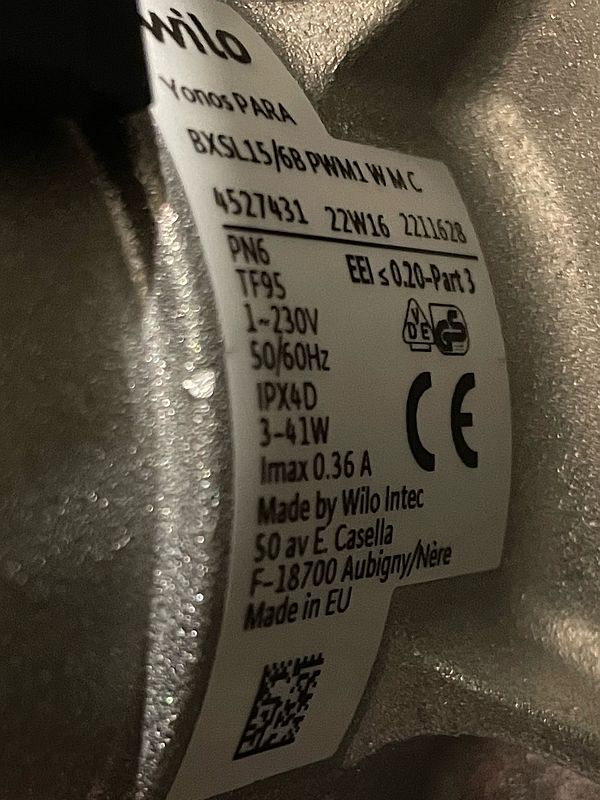 wilo
Yonos PARA
BXSL15/6B PWM1 W M C
4527431 22W16 2211628
PN6
EEI ≤ 0.20-Part 3
TF95
1~230V
50/60Hz
IPX4D
3-41W
Imax 0.36 A
VDE GS
CE
Made by Wilo Intec
50 av E. Casella
F-18700 Aubigny/Nère
Made in EU